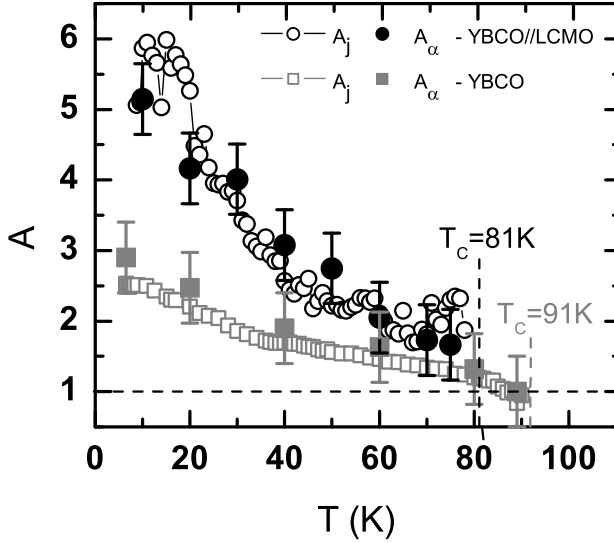 6
5
4
3
2
1
A
A_j A_α - YBCO//LCMO
A_j A_α - YBCO
T_C=81K
T_C=91K
0 20 40 60 80 100
T (K)